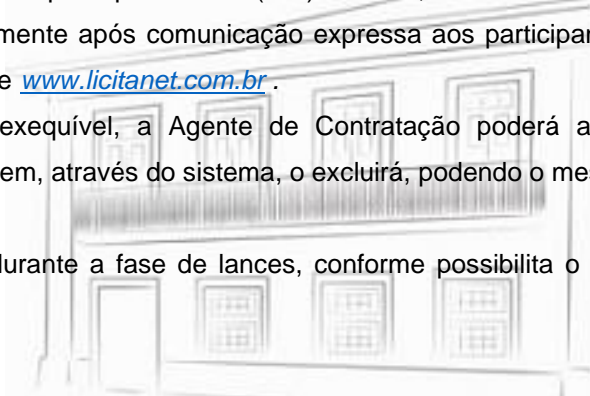 mente após comunicação expressa aos participan
e www.licitanet.com.br .
exequível, a Agente de Contratação poderá a
em, através do sistema, o excluirá, podendo o mes
durante a fase de lances, conforme possibilita o